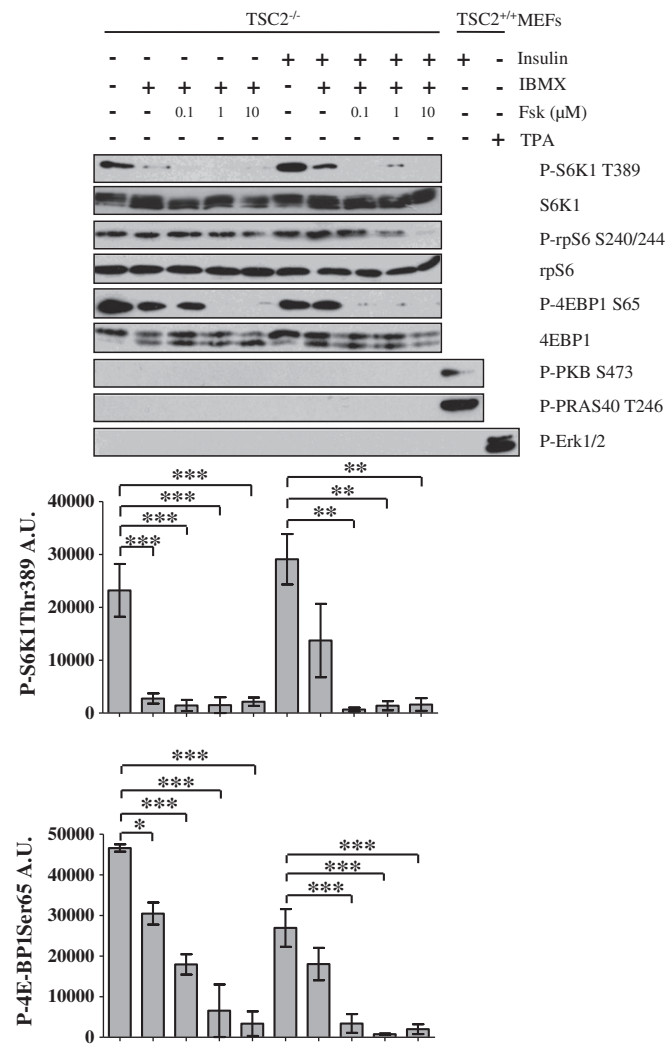 TSC2-/- TSC2+/+MEFs
- - - - - + + + + + + - Insulin
- + + + + - + + + + - - IBMX
- - 0.1 1 10 - - 0.1 1 10 - - Fsk (μM)
- - - - - - - - - - - + TPA
P-S6K1 T389
S6K1
P-rpS6 S240/244
rpS6
P-4EBP1 S65
4EBP1
P-PKB S473
P-PRAS40 T246
P-Erk1/2
P-S6K1Thr389 A.U.
40000
30000
20000
10000
0
*** **
*** **
*** **
***
P-4E-BP1Ser65 A.U.
50000
40000
30000
20000
10000
0
***
***
*** ***
* ***
***